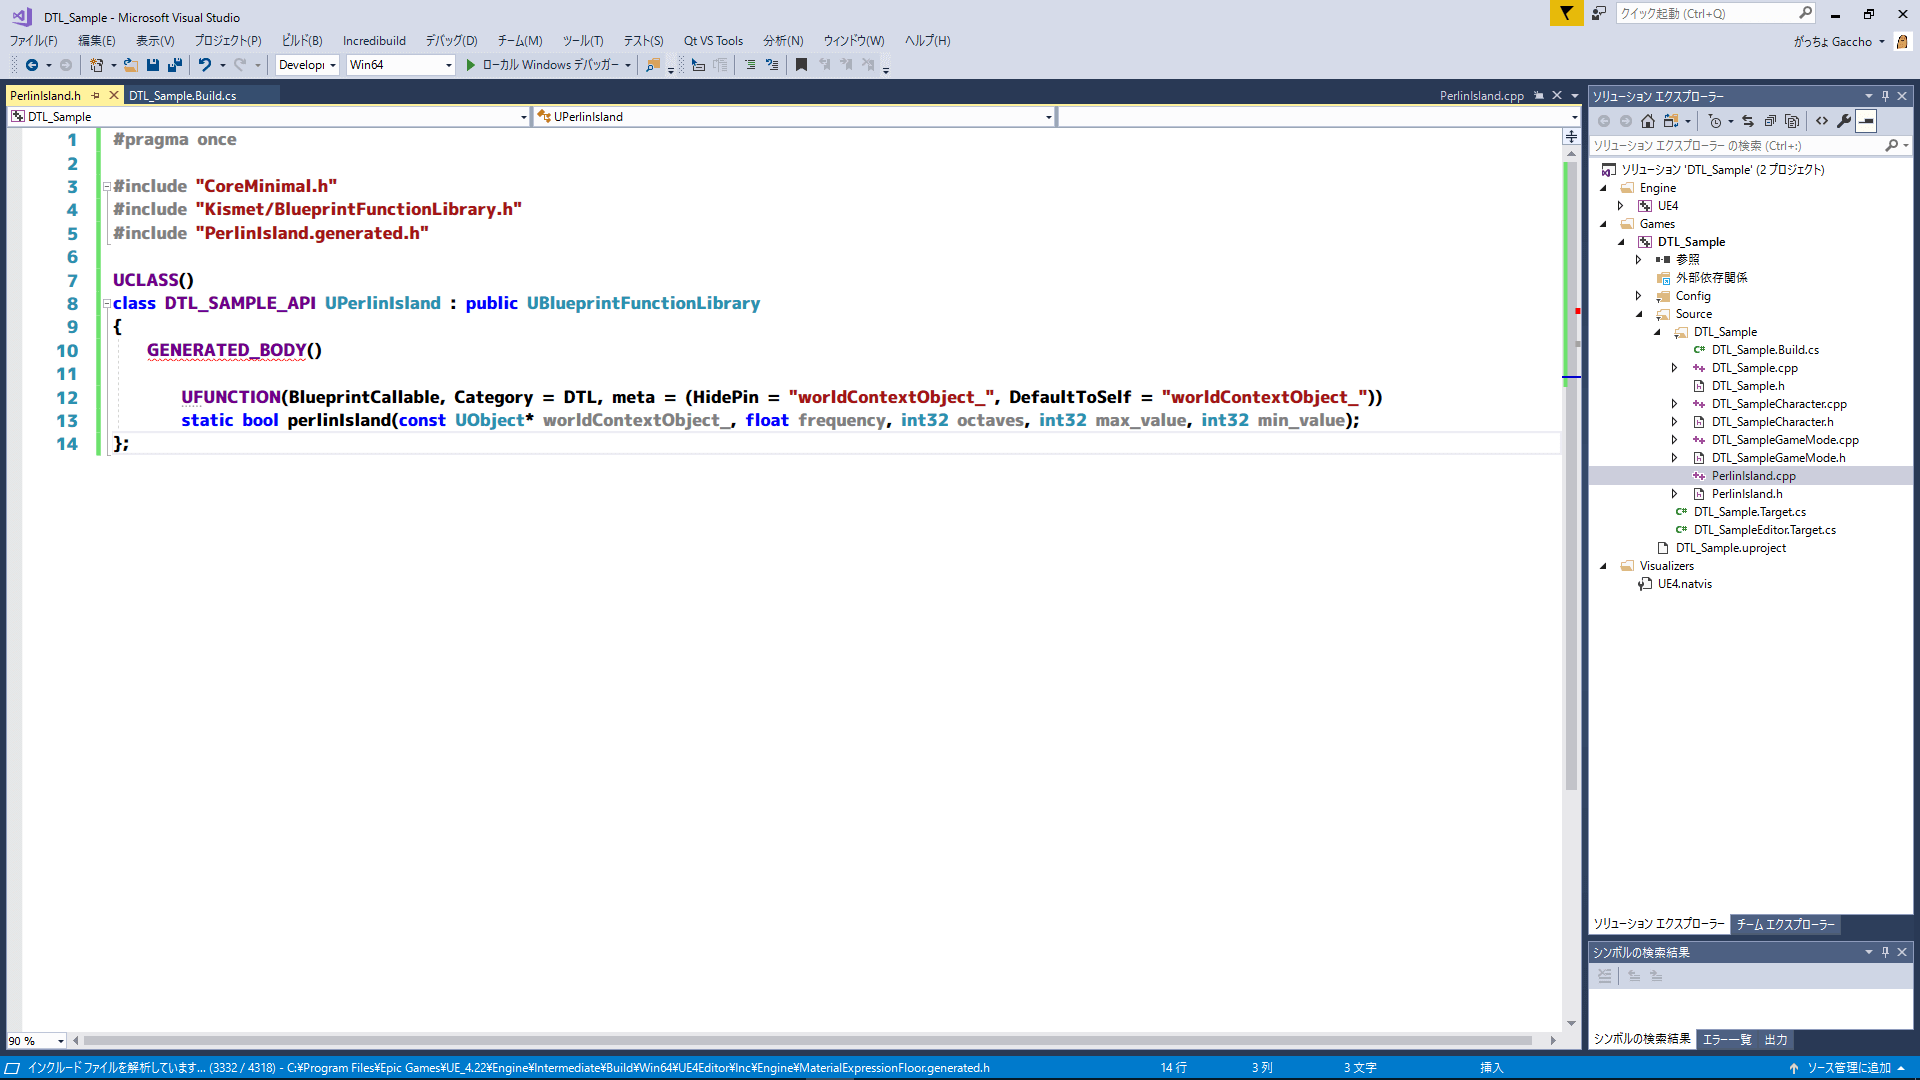 DTL_Sample - Microsoft Visual Studio
クイック起動 (Ctrl+Q)
ファイル(F) 編集(E) 表示(V) プロジェクト(P) ビルド(B) Incredibuild デバッグ(D) チーム(M) ツール(T) テスト(S) Qt VS Tools 分析(N) ウィンドウ(W) ヘルプ(H)
がっちょ Gaccho
Developı Win64 ローカル Windows デバッガー
PerlinIsland.h DTL_Sample.Build.cs PerlinIsland.cpp
DTL_Sample UPerlinIsland
1 #pragma once
2
3 #include "CoreMinimal.h"
4 #include "Kismet/BlueprintFunctionLibrary.h"
5 #include "PerlinIsland.generated.h"
6
7 UCLASS()
8 class DTL_SAMPLE_API UPerlinIsland : public UBlueprintFunctionLibrary
9 {
10 GENERATED_BODY()
11
12 UFUNCTION(BlueprintCallable, Category = DTL, meta = (HidePin = "worldContextObject_", DefaultToSelf = "worldContextObject_"))
13 static bool perlinIsland(const UObject* worldContextObject_, float frequency, int32 octaves, int32 max_value, int32 min_value);
14 };
ソリューション エクスプローラー
ソリューション エクスプローラー の検索 (Ctrl+:)
ソリューション 'DTL_Sample' (2 プロジェクト)
Engine
UE4
Games
DTL_Sample
参照
外部依存関係
Config
Source
DTL_Sample
DTL_Sample.Build.cs
DTL_Sample.cpp
DTL_Sample.h
DTL_SampleCharacter.cpp
DTL_SampleCharacter.h
DTL_SampleGameMode.cpp
DTL_SampleGameMode.h
PerlinIsland.cpp
PerlinIsland.h
DTL_Sample.Target.cs
DTL_SampleEditor.Target.cs
DTL_Sample.uproject
Visualizers
UE4.natvis
ソリューション エクスプローラー チーム エクスプローラー
シンボルの検索結果
シンボルの検索結果 エラー一覧 出力
90 %
インクルード ファイルを解析しています... (3332 / 4318) - C:¥Program Files¥Epic Games¥UE_4.22¥Engine¥Intermediate¥Build¥Win64¥UE4Editor¥Inc¥Engine¥MaterialExpressionFloor.generated.h 14 行 3 列 3 文字 挿入 ソース管理に追加